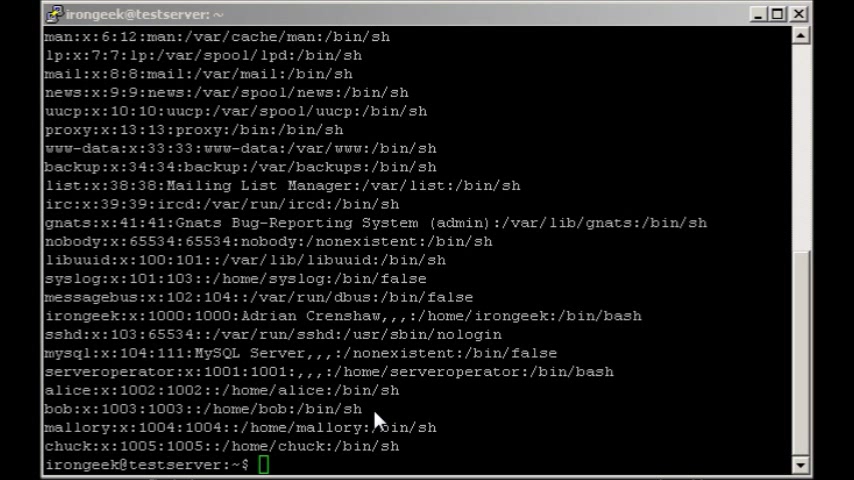 irongeek@testserver: ~
man:x:6:12:man:/var/cache/man:/bin/sh
lp:x:7:7:lp:/var/spool/lpd:/bin/sh
mail:x:8:8:mail:/var/mail:/bin/sh
news:x:9:9:news:/var/spool/news:/bin/sh
uucp:x:10:10:uucp:/var/spool/uucp:/bin/sh
proxy:x:13:13:proxy:/bin:/bin/sh
www-data:x:33:33:www-data:/var/www:/bin/sh
backup:x:34:34:backup:/var/backups:/bin/sh
list:x:38:38:Mailing List Manager:/var/list:/bin/sh
irc:x:39:39:ircd:/var/run/ircd:/bin/sh
gnats:x:41:41:Gnats Bug-Reporting System (admin):/var/lib/gnats:/bin/sh
nobody:x:65534:65534:nobody:/nonexistent:/bin/sh
libuuid:x:100:101::/var/lib/libuuid:/bin/sh
syslog:x:101:103::/home/syslog:/bin/false
messagebus:x:102:104::/var/run/dbus:/bin/false
irongeek:x:1000:1000:Adrian Crenshaw,,,:/home/irongeek:/bin/bash
sshd:x:103:65534::/var/run/sshd:/usr/sbin/nologin
mysql:x:104:111:MySQL Server,,,:/nonexistent:/bin/false
serveroperator:x:1001:1001:,,,:/home/serveroperator:/bin/bash
alice:x:1002:1002::/home/alice:/bin/sh
bob:x:1003:1003::/home/bob:/bin/sh
mallory:x:1004:1004::/home/mallory:/bin/sh
chuck:x:1005:1005::/home/chuck:/bin/sh
irongeek@testserver:~$